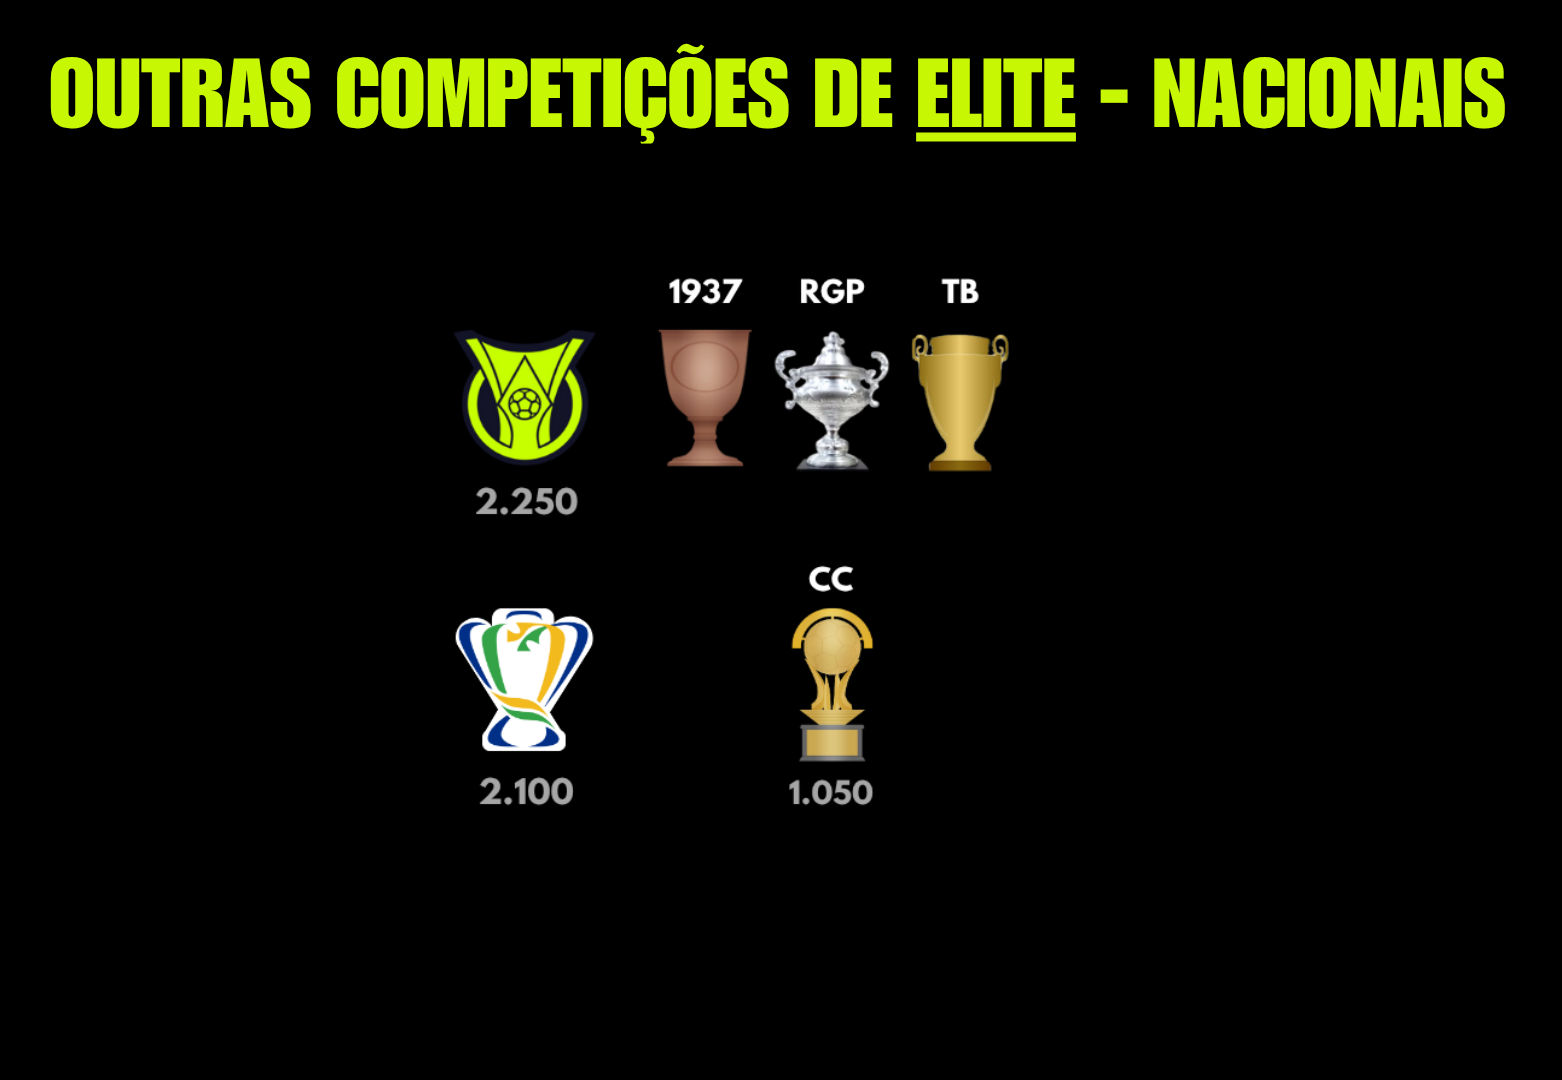 OUTRAS COMPETIÇÕES DE ELITE - NACIONAIS
1937 RGP TB
2.250
CC
2.100 1.050